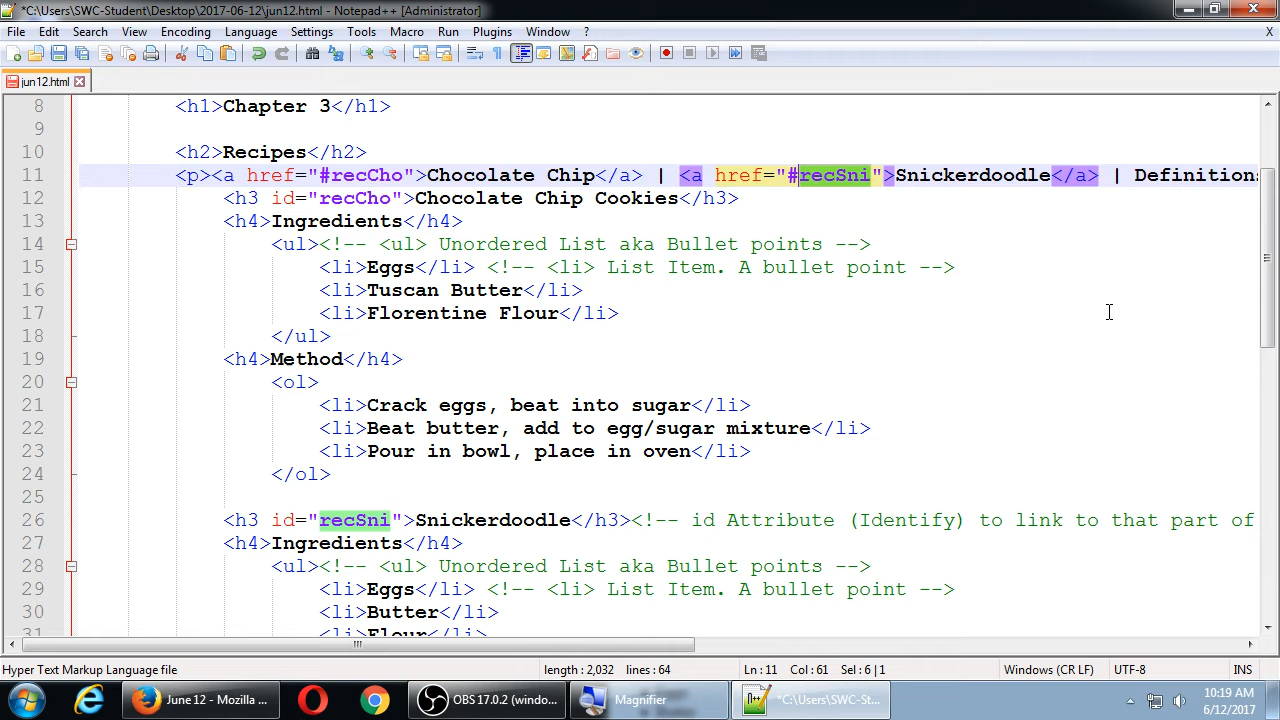 *C:\Users\SWC-Student\Desktop\2017-06-12\jun12.html - Notepad++ [Administrator]
File Edit Search View Encoding Language Settings Tools Macro Run Plugins Window ? X
jun12.html
8 <h1>Chapter 3</h1>
9
10 <h2>Recipes</h2>
11 <p><a href="#recCho">Chocolate Chip</a> | <a href="#recSni">Snickerdoodle</a> | Definitions
12 <h3 id="recCho">Chocolate Chip Cookies</h3>
13 <h4>Ingredients</h4>
14 <ul><!-- <ul> Unordered List aka Bullet points -->
15 <li>Eggs</li> <!-- <li> List Item. A bullet point -->
16 <li>Tuscan Butter</li>
17 <li>Florentine Flour</li>
18 </ul>
19 <h4>Method</h4>
20 <ol>
21 <li>Crack eggs, beat into sugar</li>
22 <li>Beat butter, add to egg/sugar mixture</li>
23 <li>Pour in bowl, place in oven</li>
24 </ol>
25
26 <h3 id="recSni">Snickerdoodle</h3><!-- id Attribute (Identify) to link to that part of
27 <h4>Ingredients</h4>
28 <ul><!-- <ul> Unordered List aka Bullet points -->
29 <li>Eggs</li> <!-- <li> List Item. A bullet point -->
30 <li>Butter</li>
31 <li>Flour</li>
Hyper Text Markup Language file length : 2,032 lines : 64 Ln : 11 Col : 61 Sel : 6 | 1 Windows (CR LF) UTF-8 INS
June 12 - Mozilla ... OBS 17.0.2 (windo... Magnifier *C:\Users\SWC-St... 10:19 AM
6/12/2017